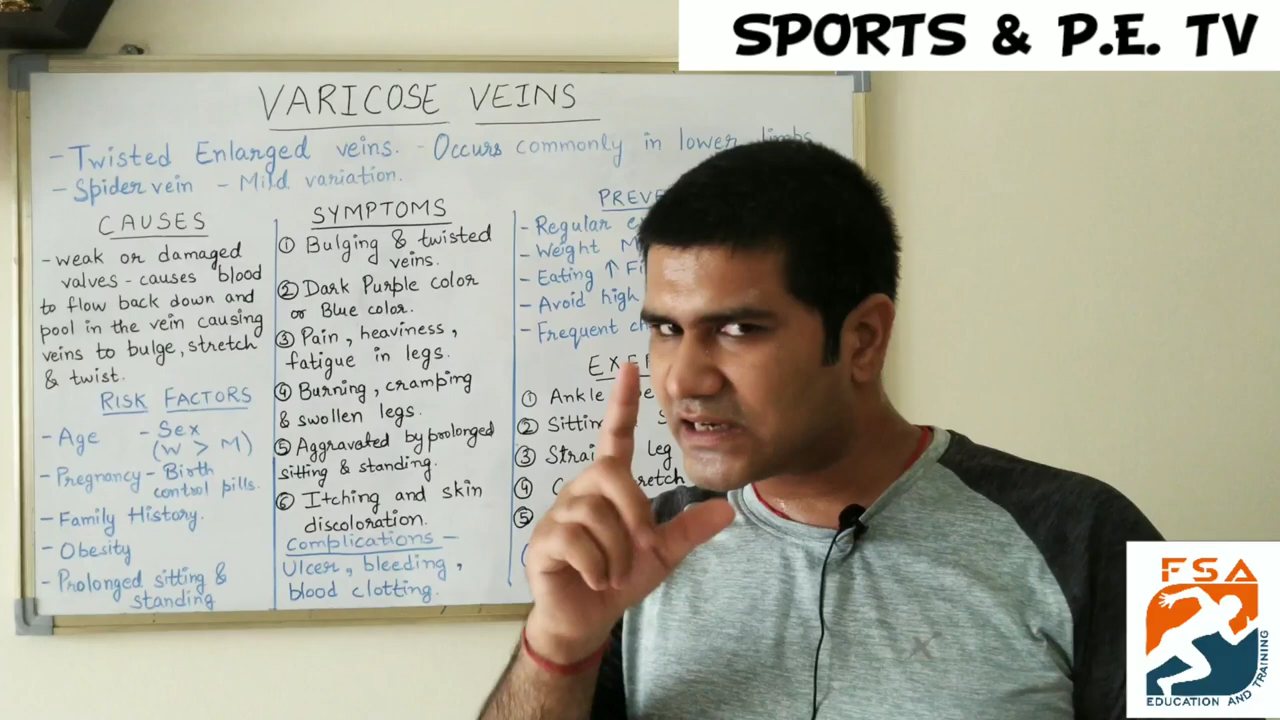 SPORTS & P.E. TV
VARICOSE VEINS
- Twisted Enlarged veins. - Occurs commonly in lower limbs
- Spider vein - Mild variation.
CAUSES
- weak or damaged
valves - causes blood
to flow back down and
pool in the vein causing
veins to bulge, stretch
& twist.
RISK FACTORS
- Age - Sex
(W > M)
- Pregnancy - Birth
control pills.
- Family History.
- Obesity
- Prolonged sitting &
standing
SYMPTOMS
① Bulging & twisted
veins.
② Dark Purple color
or Blue color.
③ Pain, heaviness,
fatigue in legs.
④ Burning, cramping
& swollen legs.
⑤ Aggravated by prolonged
sitting & standing.
⑥ Itching and skin
discoloration.
Complications -
Ulcer, bleeding,
blood clotting.
- Regular
- Weight
- Eating ↑
- Avoid high
- Frequent
① Ankle
②
③ leg
④
⑤
FSA
EDUCATION AND TRAINING